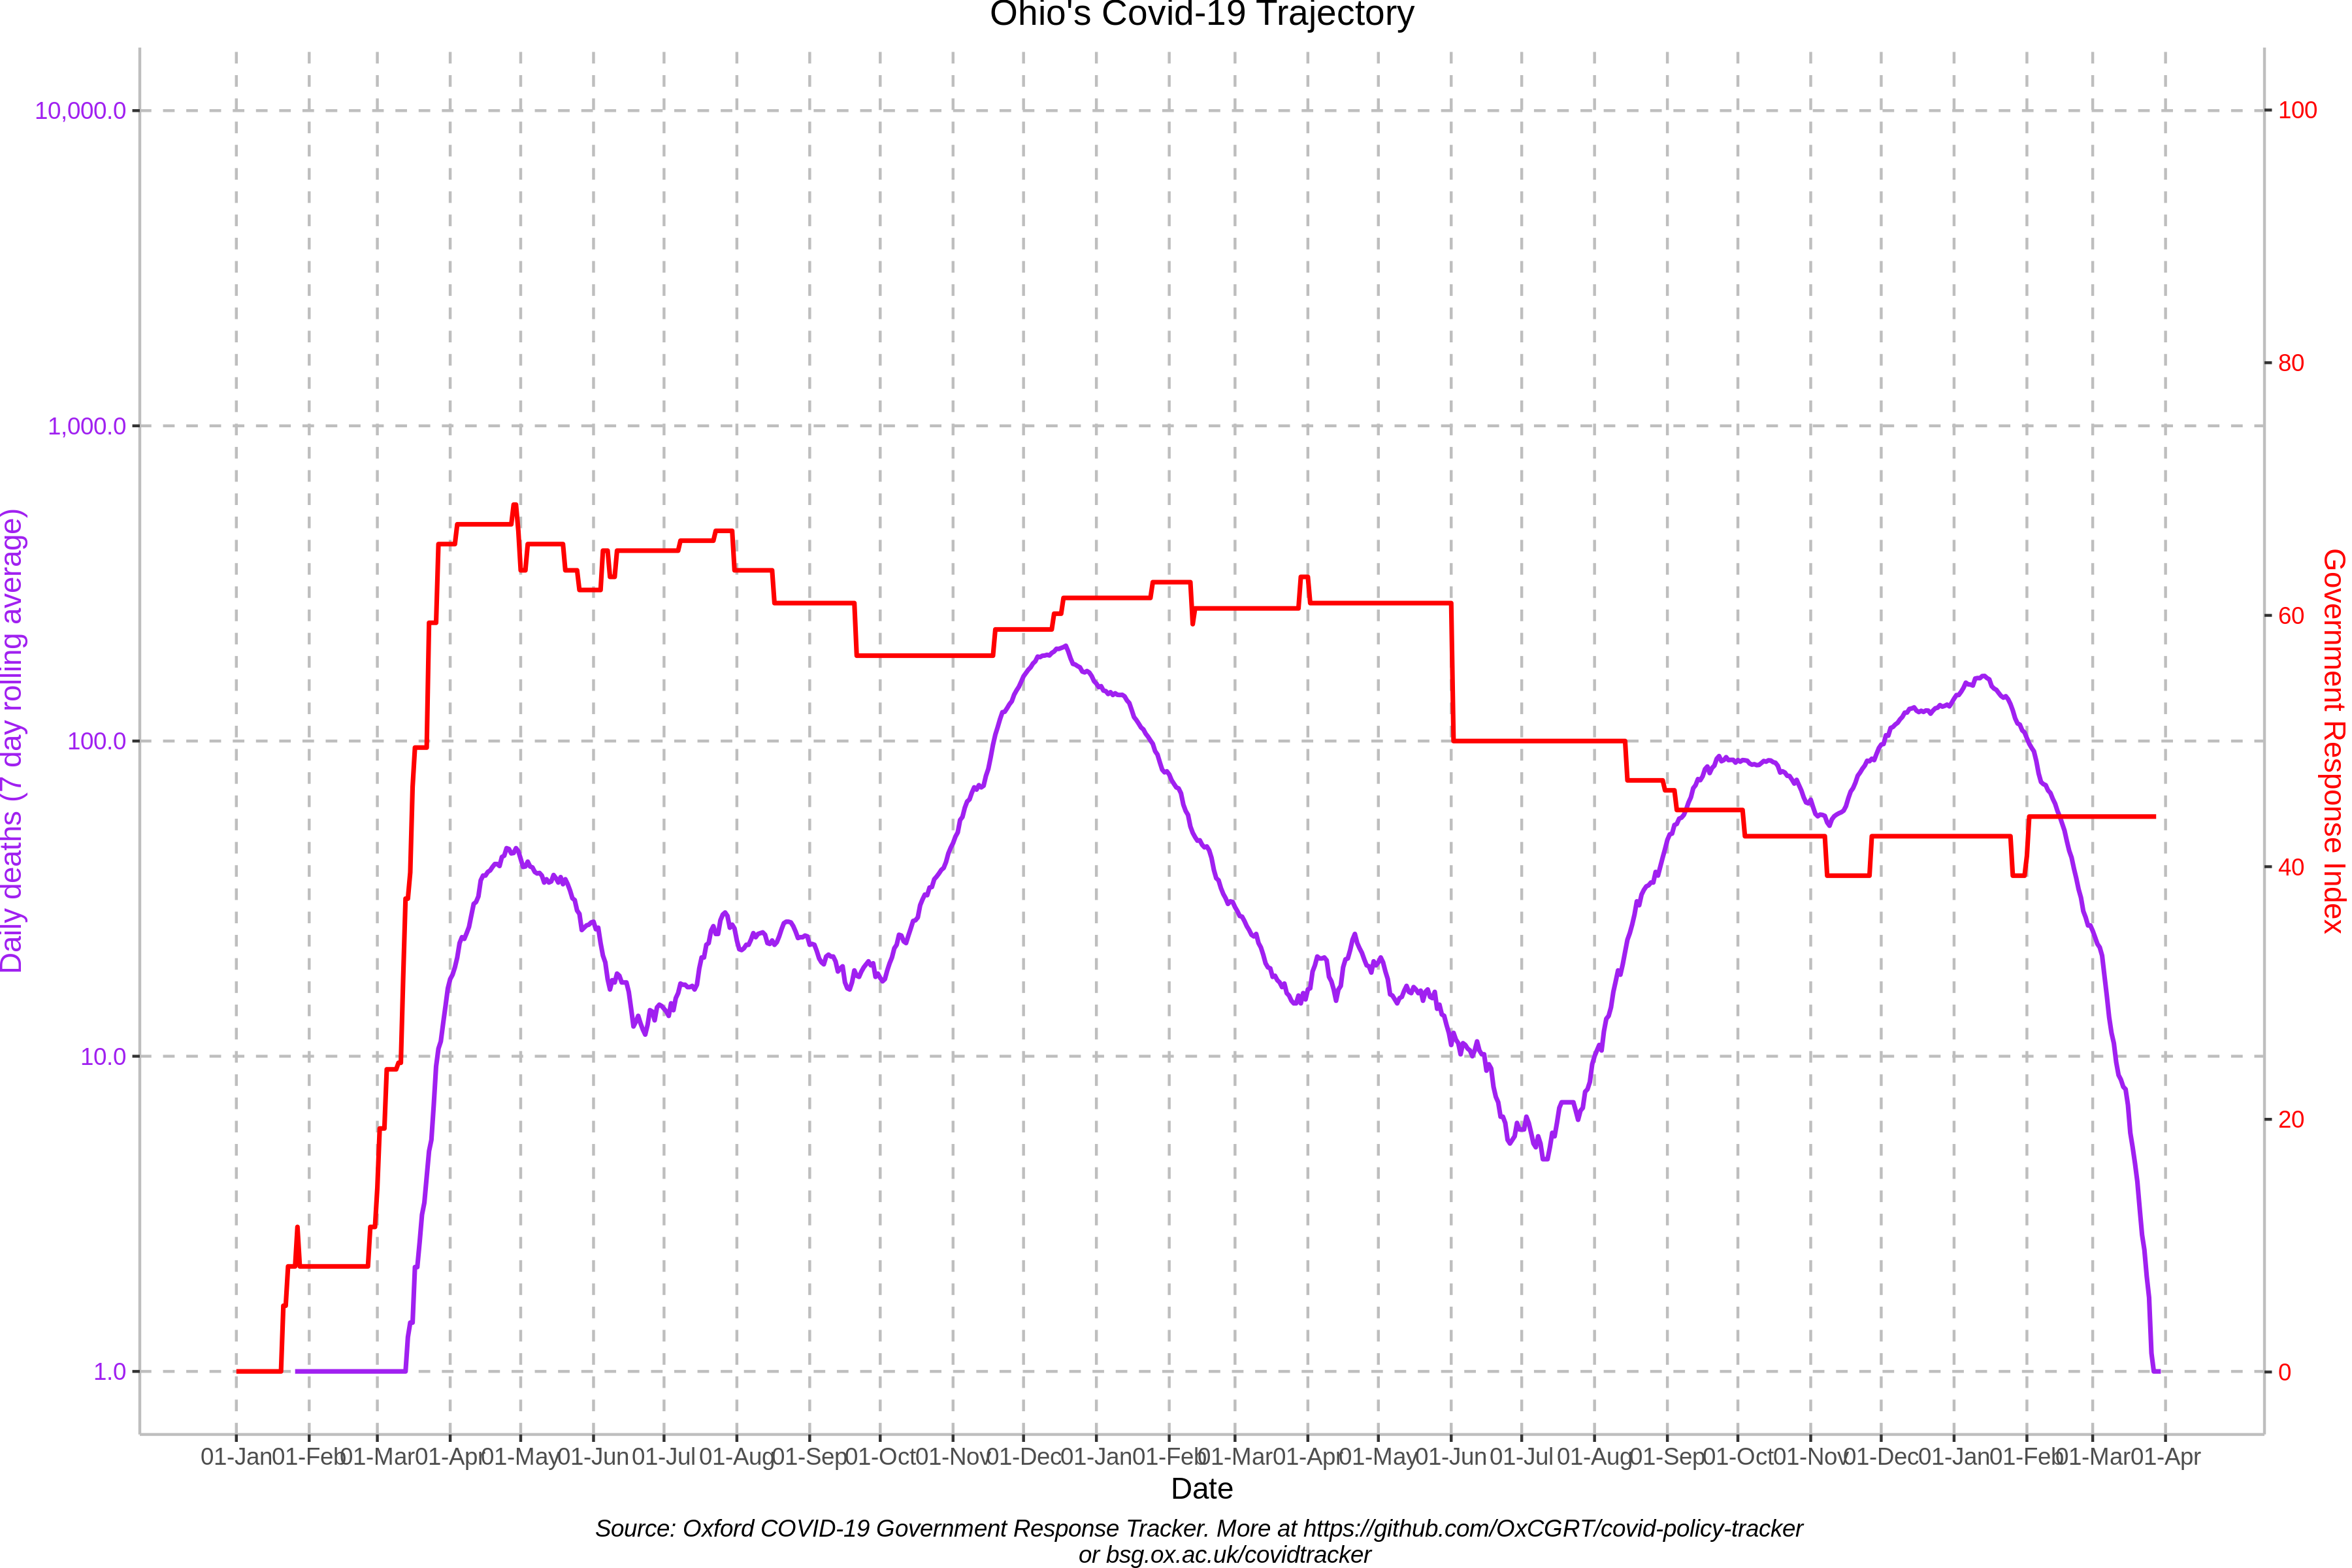 Ohio's Covid-19 Trajectory
10,000.0
1,000.0
100.0
10.0
1.0
Daily deaths (7 day rolling average)
100
80
60
40
20
0
Government Response Index
01-Jan 01-Feb 01-Mar 01-Apr 01-May 01-Jun 01-Jul 01-Aug 01-Sep 01-Oct 01-Nov 01-Dec 01-Jan 01-Feb 01-Mar 01-Apr 01-May 01-Jun 01-Jul 01-Aug 01-Sep 01-Oct 01-Nov 01-Dec 01-Jan 01-Feb 01-Mar 01-Apr
Date
Source: Oxford COVID-19 Government Response Tracker. More at https://github.com/OxCGRT/covid-policy-tracker
or bsg.ox.ac.uk/covidtracker